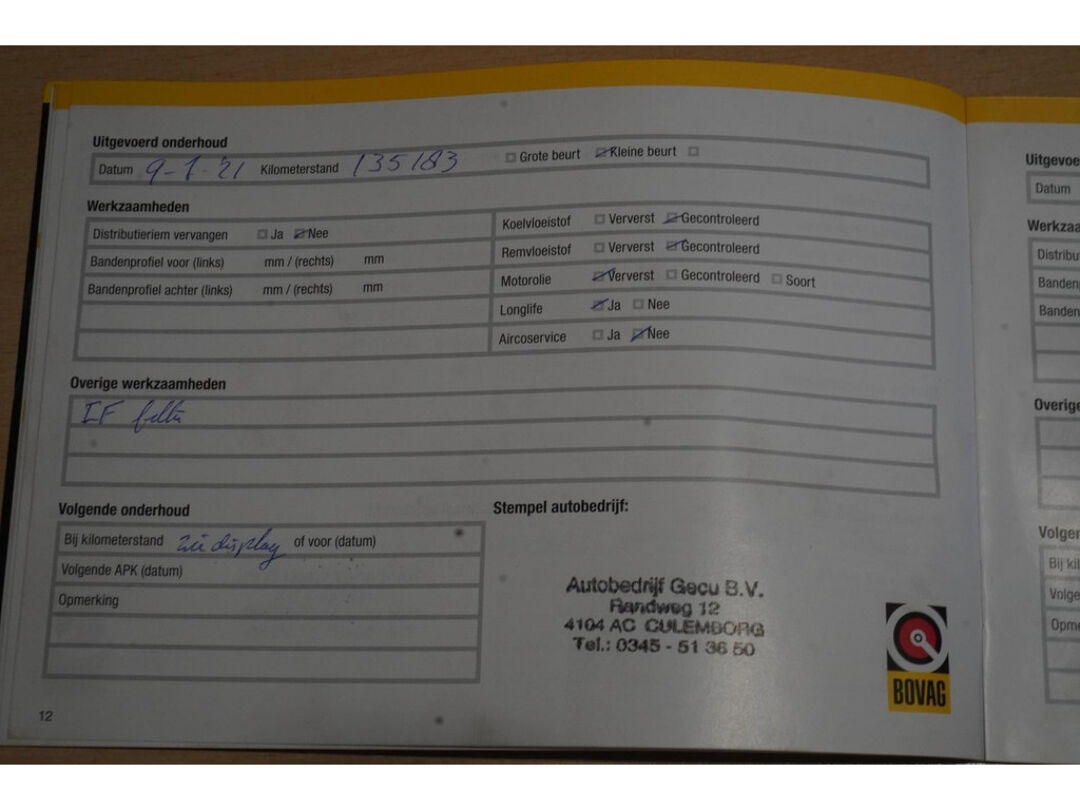 Uitgevoerd onderhoud
Datum 9-7-'21 Kilometerstand 135183 Grote beurt Kleine beurt
Werkzaamheden
Distributieriem vervangen Ja Nee
Bandenprofiel voor (links) mm / (rechts) mm
Bandenprofiel achter (links) mm / (rechts) mm
Koelvloeistof Ververst Gecontroleerd
Remvloeistof Ververst Gecontroleerd
Motorolie Ververst Gecontroleerd Soort
Longlife Ja Nee
Aircoservice Ja Nee
Overige werkzaamheden
IF
Volgende onderhoud
Bij kilometerstand zie display of voor (datum)
Volgende APK (datum)
Opmerking
Stempel autobedrijf:
Autobedrijf Gecu B.V.
Randweg 12
4104 AC CULEMBORG
Tel.: 0345 - 51 36 50
BOVAG
12
Uitgevoe
Datum
Werkzaa
Distribut
Banden
Banden
Overige
Volgen
Bij kil
Volge
Opme